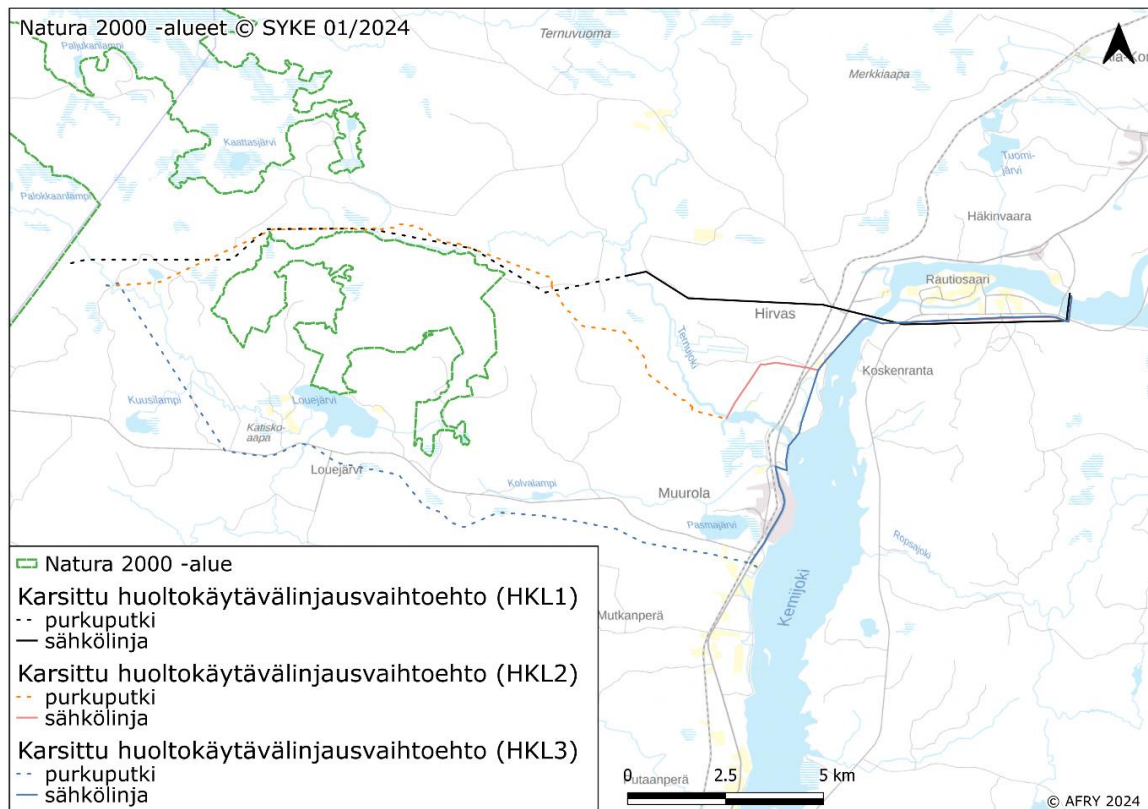 Natura 2000 -alueet © SYKE 01/2024
Ternuvuoma
Paljukanlampi
Merkkiaapa
Kaattasjärvi
Tuomi-
järvi
Palokkaanlampi
Häkinvaara
Rautiosaari
Hirvas
Ternujoki
Koskenranta
Kuusilampi
Louejärvi
Katisko-
aapa
Louejärvi
Kolvalampi
Muurola
Pasmajärvi
Ropsajoki
Kemijoki
Mutkanperä
Natura 2000 -alue
Karsittu huoltokäytävälinjausvaihtoehto (HKL1)
purkuputki
sähkölinja
Karsittu huoltokäytävälinjausvaihtoehto (HKL2)
purkuputki
sähkölinja
Karsittu huoltokäytävälinjausvaihtoehto (HKL3)
purkuputki
sähkölinja
0 2.5 5 km
© AFRY 2024